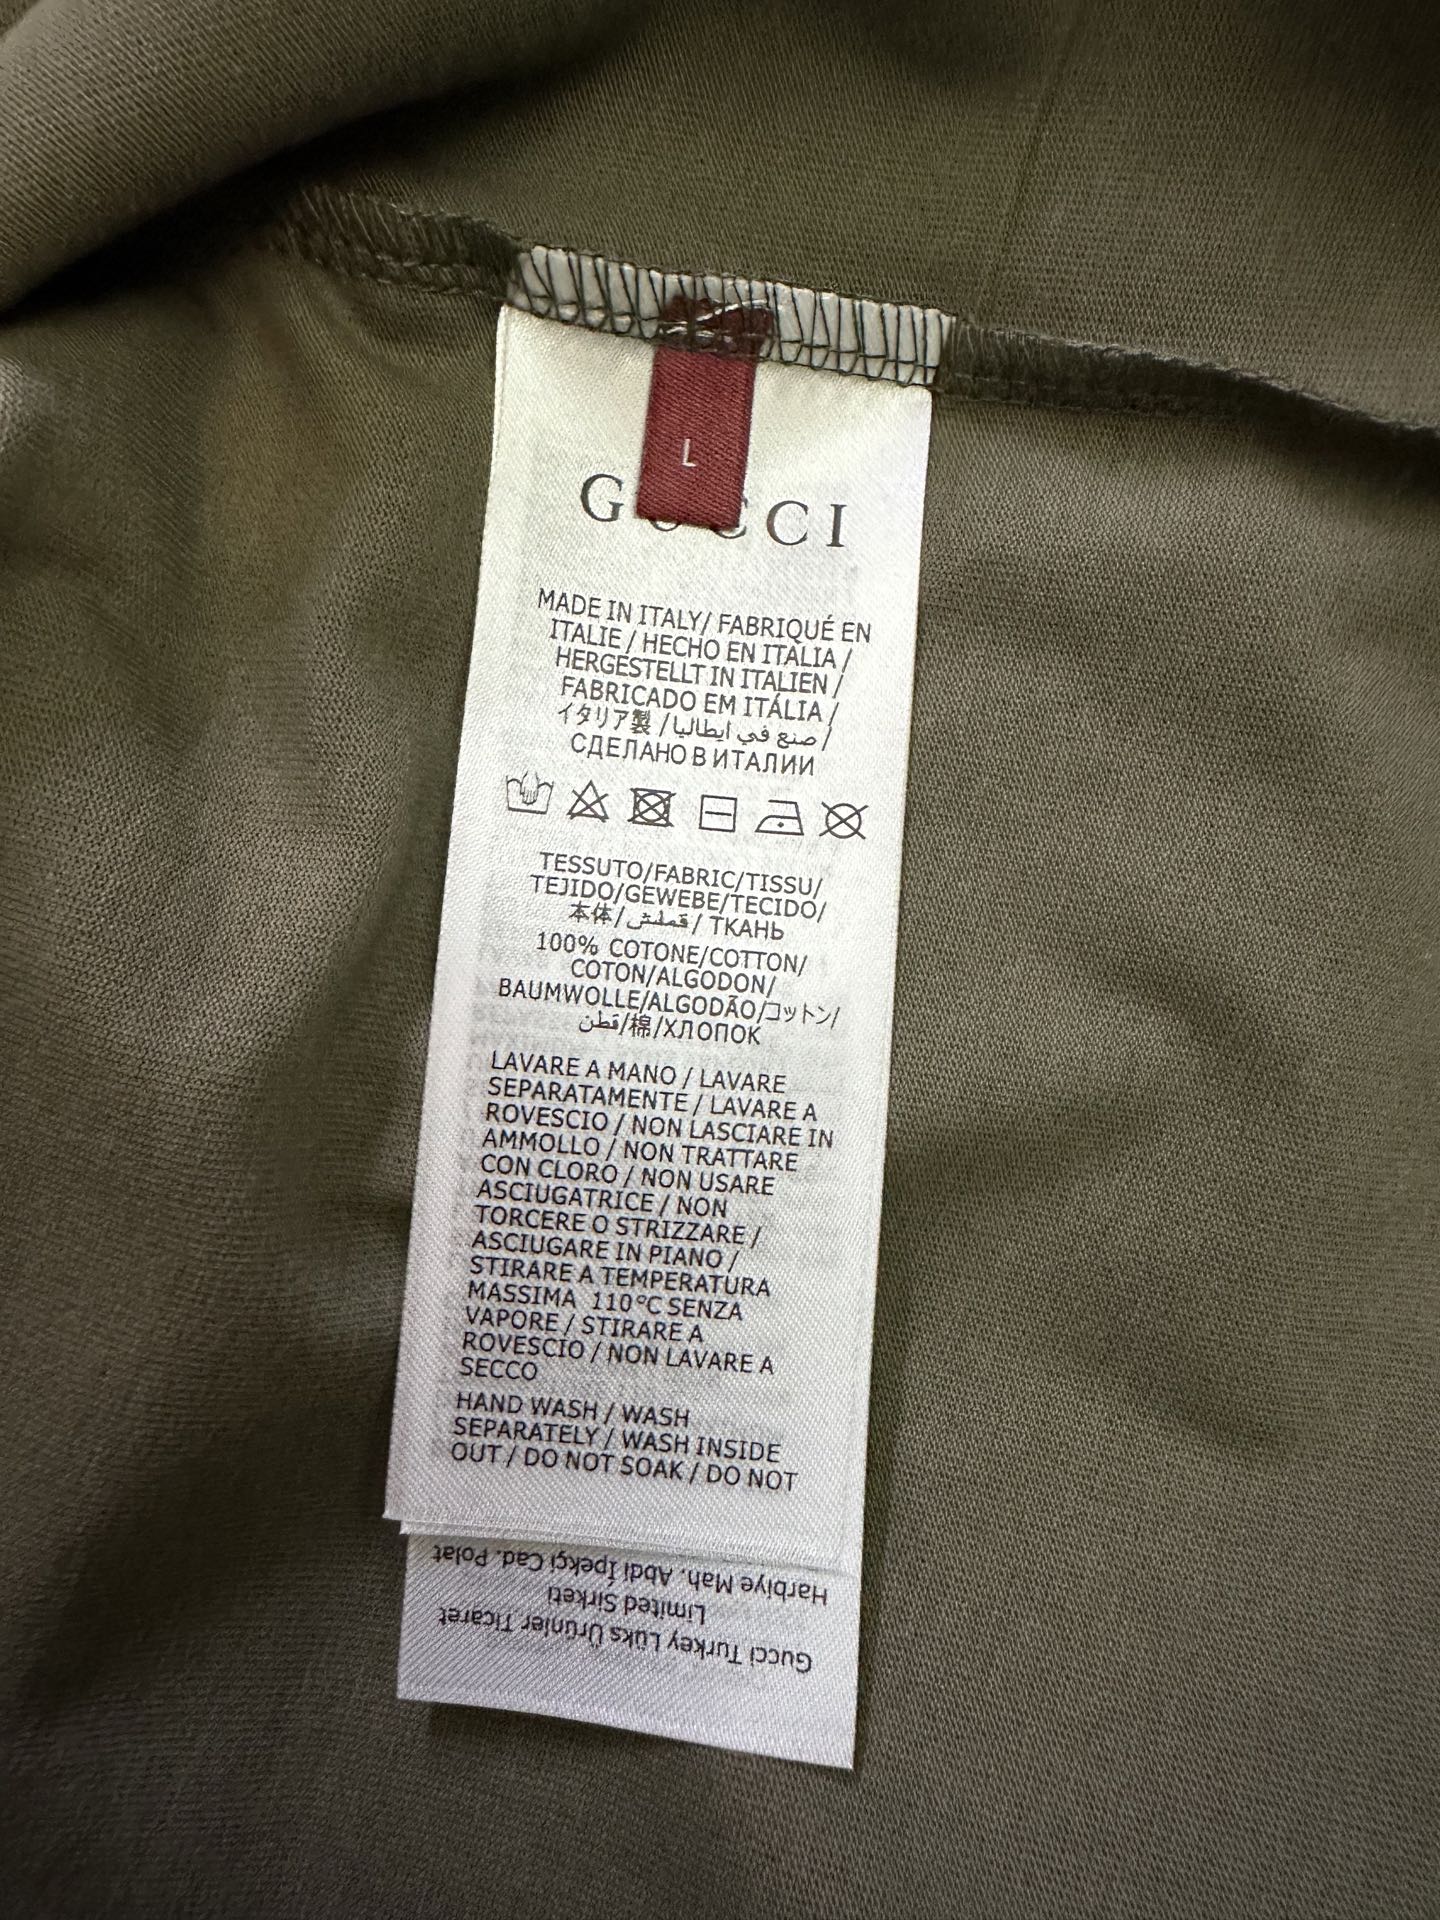 L
GUCCI
MADE IN ITALY/ FABRIQUÉ EN
ITALIE / HECHO EN ITALIA /
HERGESTELLT IN ITALIEN /
FABRICADO EM ITÁLIA /
イタリア製 / صنع في ايطاليا /
СДЕЛАНО В ИТАЛИИ
TESSUTO/FABRIC/TISSU/
TEJIDO/GEWEBE/TECIDO/
本体/قملش/ ТКАНЬ
100% COTONE/COTTON/
COTON/ALGODON/
BAUMWOLLE/ALGODÃO/コットン/
قطن/棉/ХЛОПОК
LAVARE A MANO / LAVARE
SEPARATAMENTE / LAVARE A
ROVESCIO / NON LASCIARE IN
AMMOLLO / NON TRATTARE
CON CLORO / NON USARE
ASCIUGATRICE / NON
TORCERE O STRIZZARE /
ASCIUGARE IN PIANO /
STIRARE A TEMPERATURA
MASSIMA 110°C SENZA
VAPORE / STIRARE A
ROVESCIO / NON LAVARE A
SECCO
HAND WASH / WASH
SEPARATELY / WASH INSIDE
OUT / DO NOT SOAK / DO NOT
Gucci Turkey Lüks Ürünler Ticaret
Limited Sirketi
Harbiye Mah. Abdi İpekçi Cad. Polat